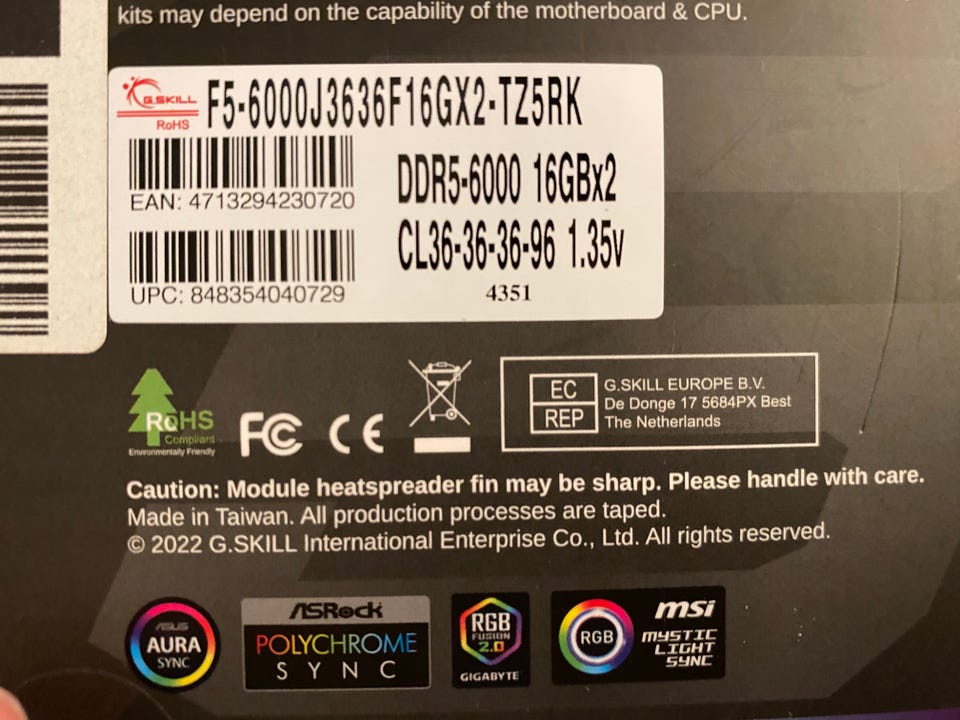 kits may depend on the capability of the motherboard & CPU.
G.SKILL
RoHS
F5-6000J3636F16GX2-TZ5RK
EAN: 4713294230720
DDR5-6000 16GBx2
CL36-36-36-96 1.35v
UPC: 848354040729
4351
RoHS
Compliant
Environmentally Friendly
FC
CE
EC
REP
G.SKILL EUROPE B.V.
De Donge 17 5684PX Best
The Netherlands
Caution: Module heatspreader fin may be sharp. Please handle with care.
Made in Taiwan. All production processes are taped.
© 2022 G.SKILL International Enterprise Co., Ltd. All rights reserved.
ASUS
AURA
SYNC
ASRock
POLYCHROME
SYNC
RGB
FUSION
2.0
GIGABYTE
RGB
msi
MYSTIC
LIGHT
SYNC